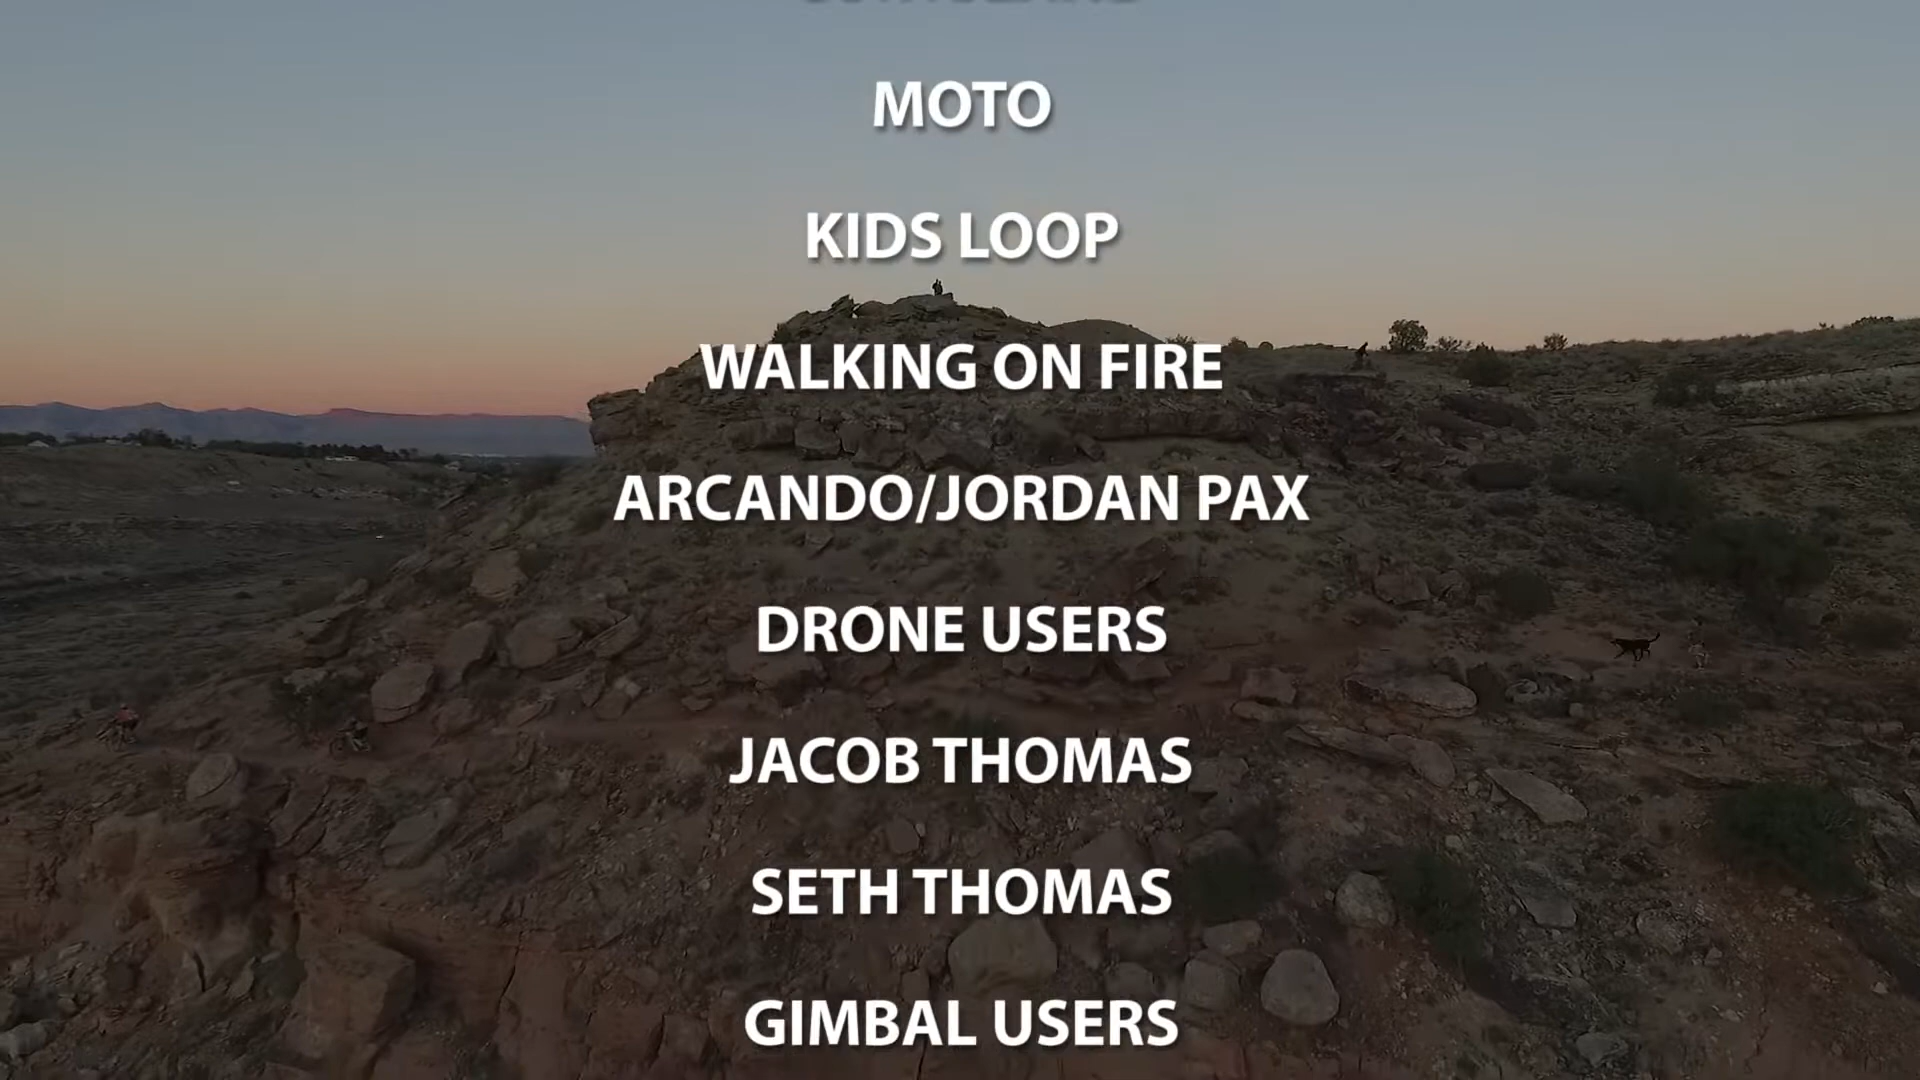 MOTO
KIDS LOOP
WALKING ON FIRE
ARCANDO/JORDAN PAX
DRONE USERS
JACOB THOMAS
SETH THOMAS
GIMBAL USERS